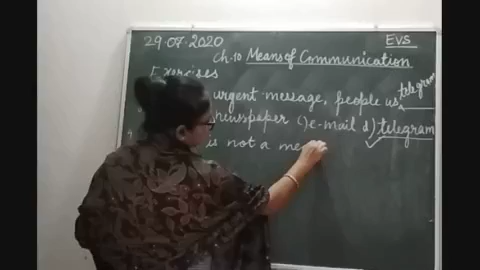 29.07.2020 EVS
ch.10 Means of Communication
Exercises
urgent message, people us telegram
newspaper c) e-mail d) telegram
is not a me